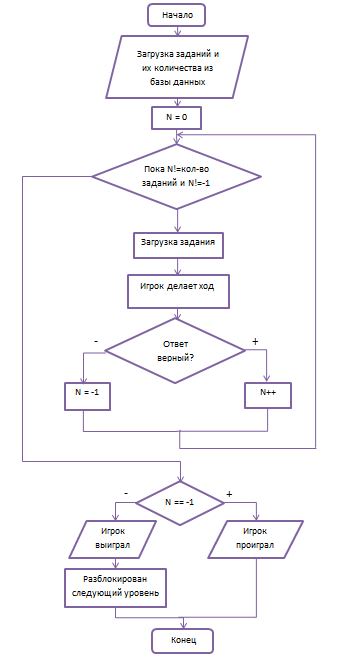 Начало
Загрузка заданий и
их количества из
базы данных
N = 0
Пока N!=кол-во
заданий и N!=-1
Загрузка задания
Игрок делает ход
Ответ
верный?
-
+
N = -1
N++
N == -1
-
+
Игрок
выиграл
Игрок
проиграл
Разблокирован
следующий уровень
Конец